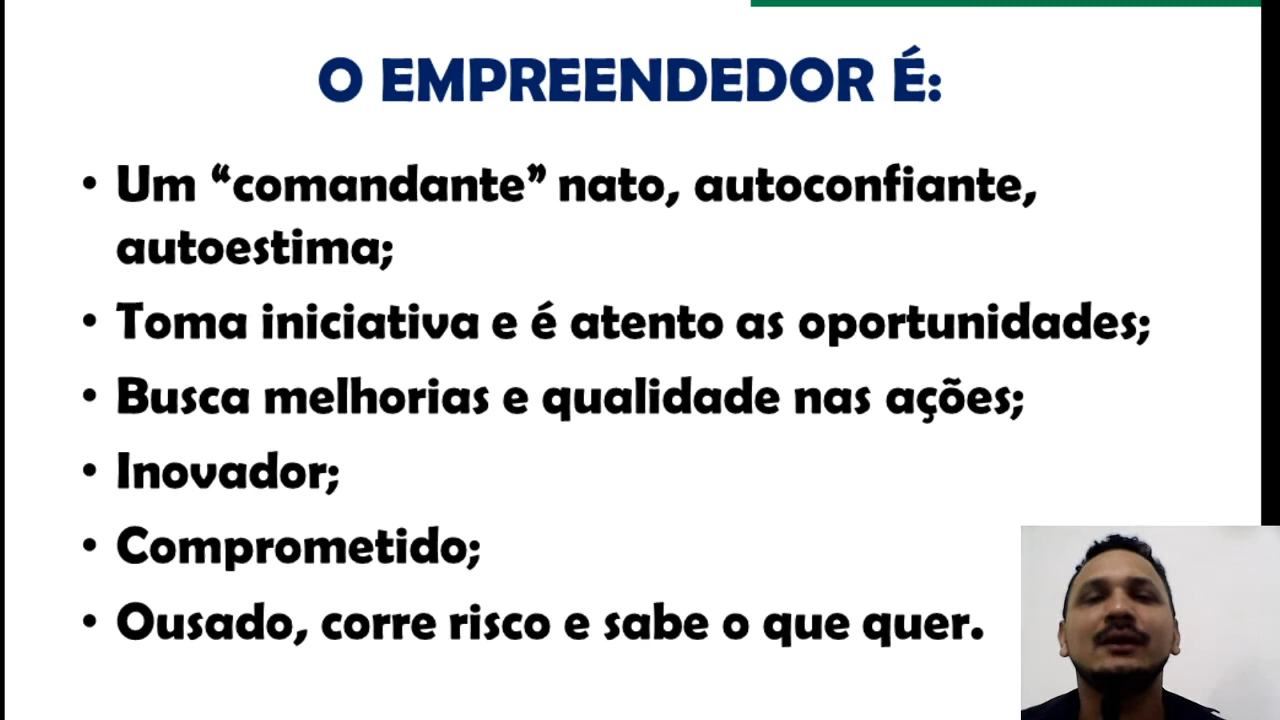 O EMPREENDEDOR É:
• Um “comandante” nato, autoconfiante,
autoestima;
• Toma iniciativa e é atento as oportunidades;
• Busca melhorias e qualidade nas ações;
• Inovador;
• Comprometido;
• Ousado, corre risco e sabe o que quer.